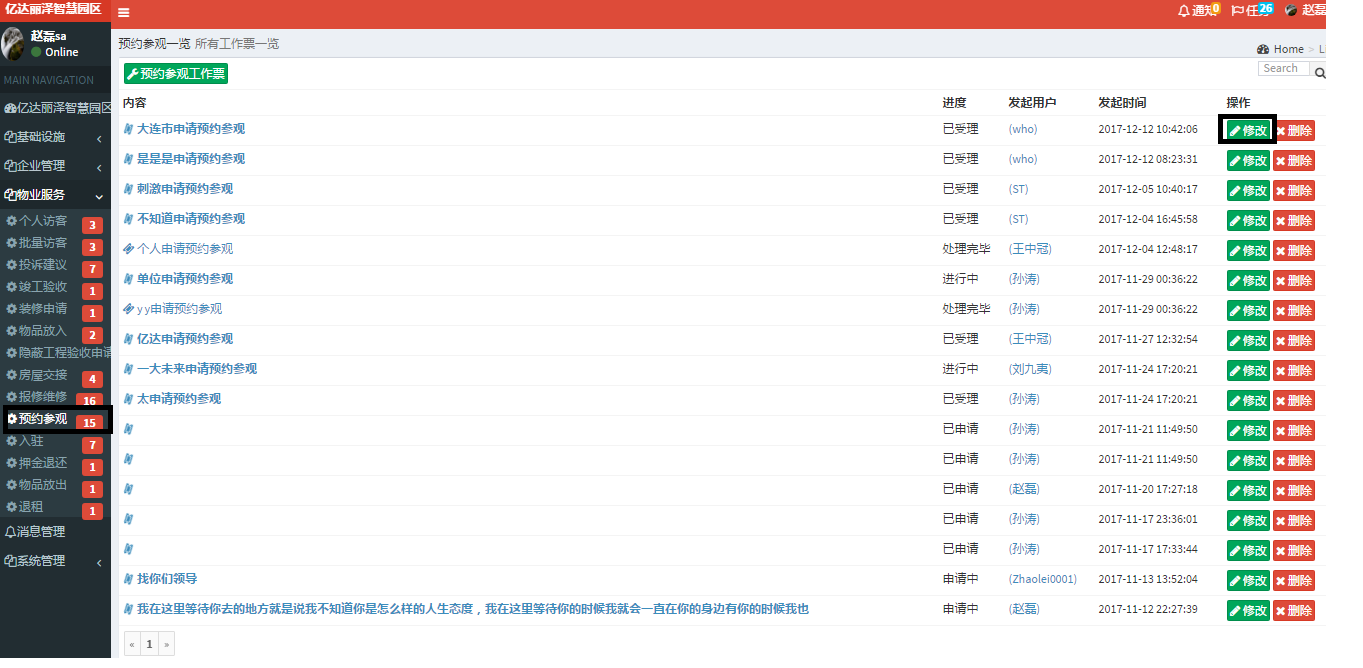 亿达丽泽智慧园区
通知 0
任务 26
赵磊
赵磊sa
Online
MAIN NAVIGATION
亿达丽泽智慧园区
基础设施
企业管理
物业服务
个人访客 3
批量访客 3
投诉建议 7
竣工验收 1
装修申请 1
物品放入 2
隐蔽工程验收申请
房屋交接 4
报修维修 16
预约参观 15
入驻 7
押金退还 1
物品放出 1
退租 1
消息管理
系统管理
预约参观一览 所有工作票一览
Home > L
预约参观工作票
Search
内容 进度 发起用户 发起时间 操作
大连市申请预约参观 已受理 (who) 2017-12-12 10:42:06 修改 删除
是是是申请预约参观 已受理 (who) 2017-12-12 08:23:31 修改 删除
刺激申请预约参观 已受理 (ST) 2017-12-05 10:40:17 修改 删除
不知道申请预约参观 已受理 (ST) 2017-12-04 16:45:58 修改 删除
个人申请预约参观 处理完毕 (王中冠) 2017-12-04 12:48:17 修改 删除
单位申请预约参观 进行中 (孙涛) 2017-11-29 00:36:22 修改 删除
yy申请预约参观 处理完毕 (孙涛) 2017-11-29 00:36:22 修改 删除
亿达申请预约参观 已受理 (王中冠) 2017-11-27 12:32:54 修改 删除
一大未来申请预约参观 进行中 (刘九夷) 2017-11-24 17:20:21 修改 删除
太申请预约参观 已受理 (孙涛) 2017-11-24 17:20:21 修改 删除
已申请 (孙涛) 2017-11-21 11:49:50 修改 删除
已申请 (孙涛) 2017-11-21 11:49:50 修改 删除
已申请 (赵磊) 2017-11-20 17:27:18 修改 删除
已申请 (孙涛) 2017-11-17 23:36:01 修改 删除
已申请 (孙涛) 2017-11-17 17:33:44 修改 删除
找你们领导 申请中 (Zhaolei0001) 2017-11-13 13:52:04 修改 删除
我在这里等待你去的地方就是说我不知道你是怎么样的人生态度，我在这里等待你的时候我就会一直在你的身边有你的时候我也 申请中 (赵磊) 2017-11-12 22:27:39 修改 删除
« 1 »